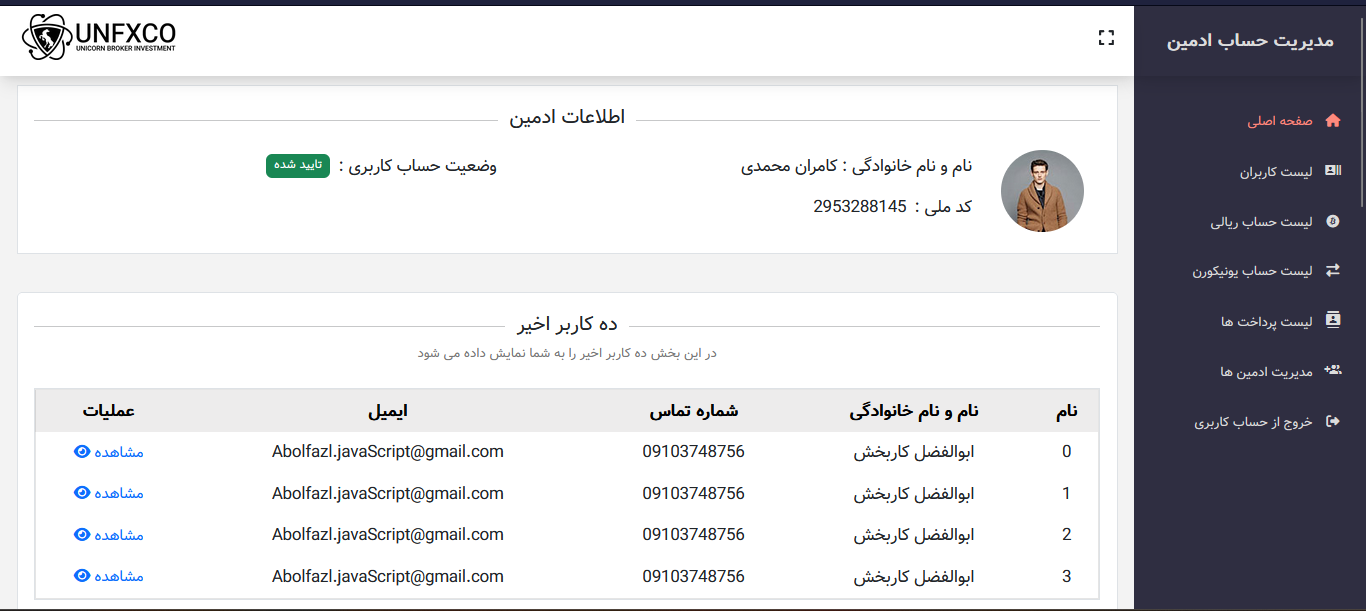 مدیریت حساب ادمین
صفحه اصلی
لیست کاربران
لیست حساب ریالی
لیست حساب یونیکورن
لیست پرداخت ها
مدیریت ادمین ها
خروج از حساب کاربری
UNFXCO
UNICORN BROKER INVESTMENT
اطلاعات ادمین
نام و نام خانوادگی : کامران محمدی
وضعیت حساب کاربری : تایید شده
کد ملی : 2953288145
ده کاربر اخیر
در این بخش ده کاربر اخیر را به شما نمایش داده می شود
نام نام و نام خانوادگی شماره تماس ایمیل عملیات
0 ابوالفضل کاربخش 09103748756 Abolfazl.javaScript@gmail.com مشاهده
1 ابوالفضل کاربخش 09103748756 Abolfazl.javaScript@gmail.com مشاهده
2 ابوالفضل کاربخش 09103748756 Abolfazl.javaScript@gmail.com مشاهده
3 ابوالفضل کاربخش 09103748756 Abolfazl.javaScript@gmail.com مشاهده